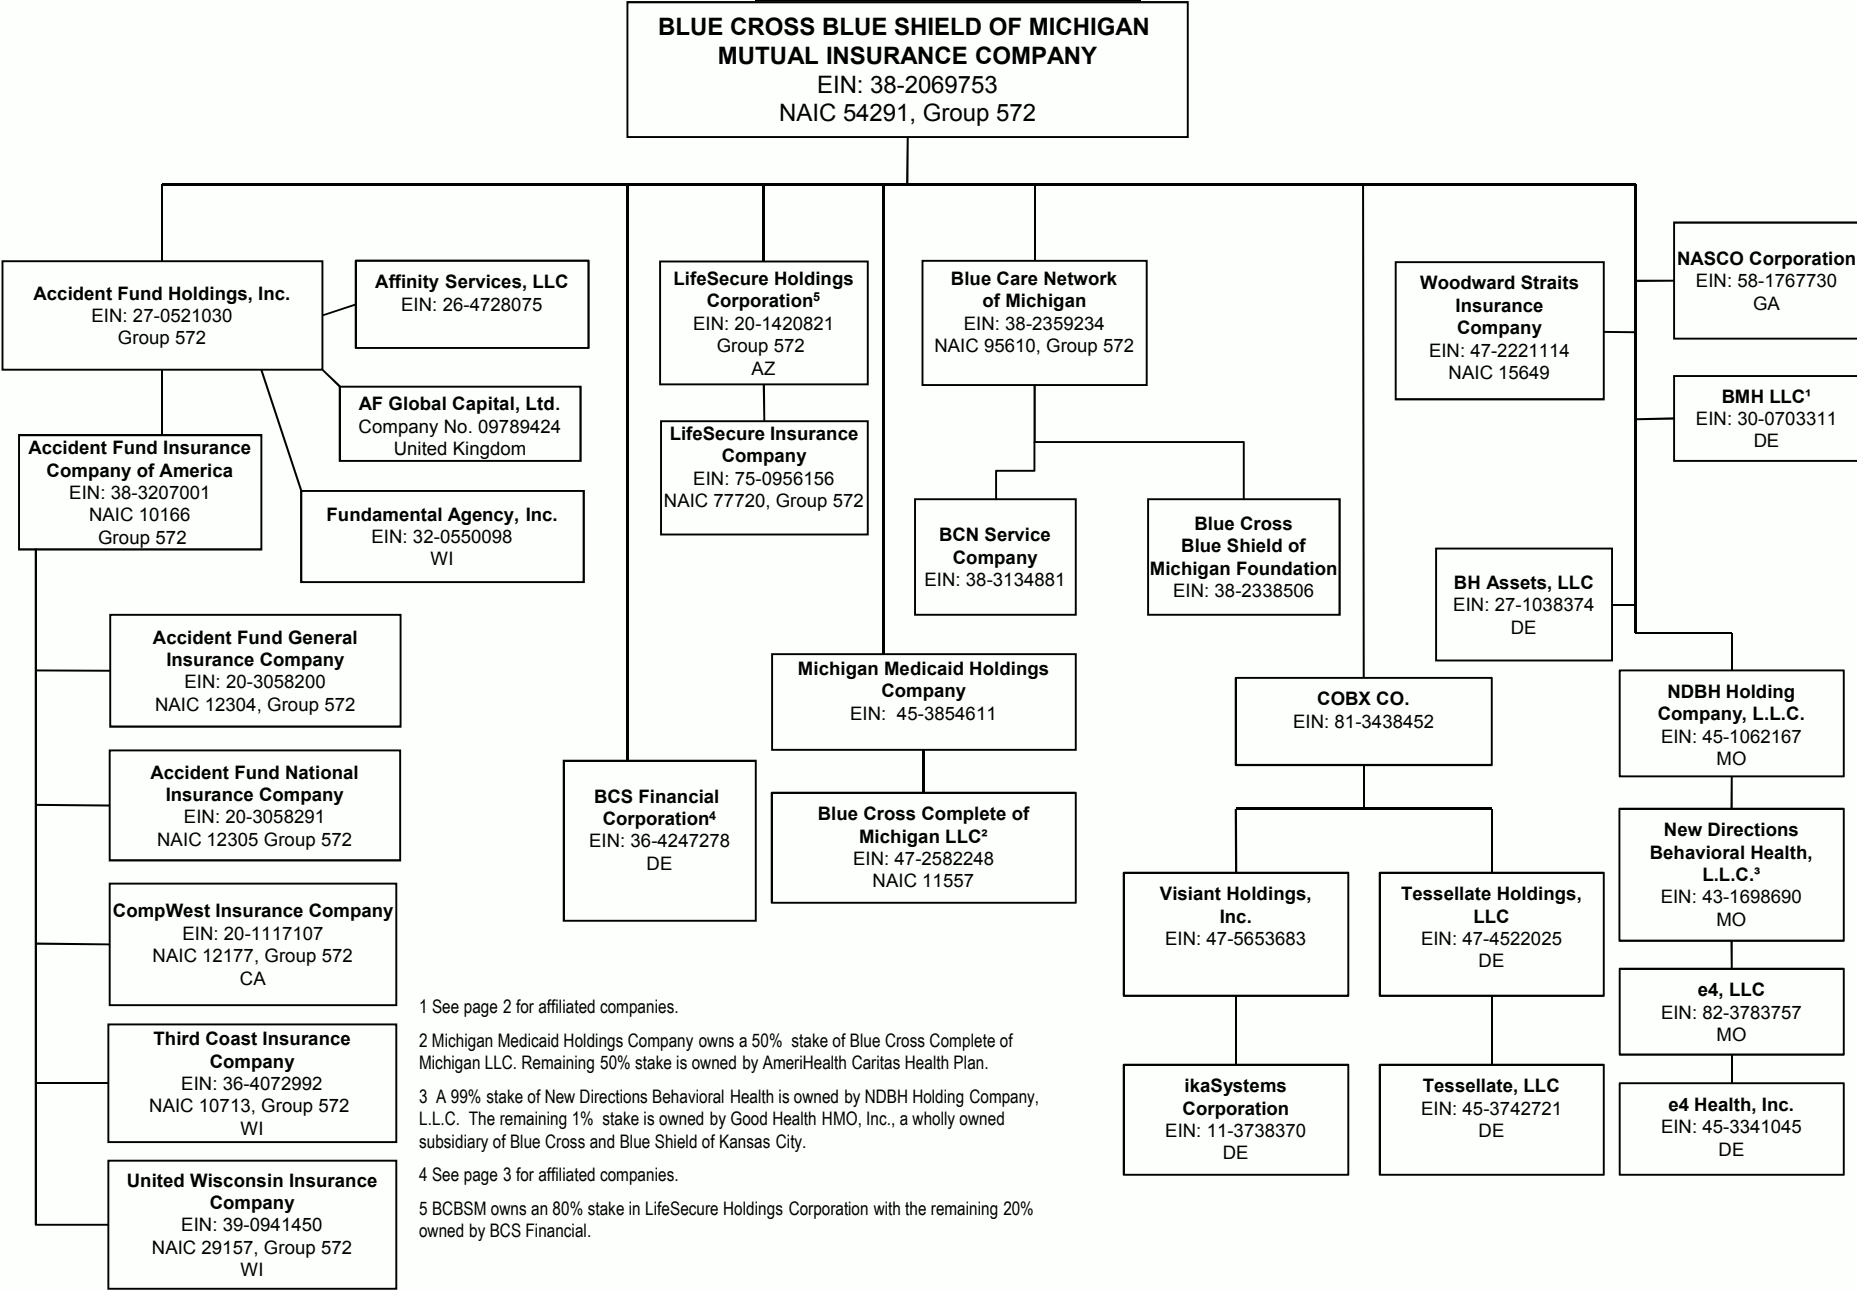 BLUE CROSS BLUE SHIELD OF MICHIGAN
MUTUAL INSURANCE COMPANY
EIN: 38-2069753
NAIC 54291, Group 572
Accident Fund Holdings, Inc.
EIN: 27-0521030
Group 572
Affinity Services, LLC
EIN: 26-4728075
AF Global Capital, Ltd.
Company No. 09789424
United Kingdom
Fundamental Agency, Inc.
EIN: 32-0550098
WI
Accident Fund Insurance
Company of America
EIN: 38-3207001
NAIC 10166
Group 572
Accident Fund General
Insurance Company
EIN: 20-3058200
NAIC 12304, Group 572
Accident Fund National
Insurance Company
EIN: 20-3058291
NAIC 12305 Group 572
CompWest Insurance Company
EIN: 20-1117107
NAIC 12177, Group 572
CA
Third Coast Insurance
Company
EIN: 36-4072992
NAIC 10713, Group 572
WI
United Wisconsin Insurance
Company
EIN: 39-0941450
NAIC 29157, Group 572
WI
BCS Financial
Corporation⁴
EIN: 36-4247278
DE
LifeSecure Holdings
Corporation⁵
EIN: 20-1420821
Group 572
AZ
LifeSecure Insurance
Company
EIN: 75-0956156
NAIC 77720, Group 572
Michigan Medicaid Holdings
Company
EIN: 45-3854611
Blue Cross Complete of
Michigan LLC²
EIN: 47-2582248
NAIC 11557
Blue Care Network
of Michigan
EIN: 38-2359234
NAIC 95610, Group 572
BCN Service
Company
EIN: 38-3134881
Blue Cross
Blue Shield of
Michigan Foundation
EIN: 38-2338506
COBX CO.
EIN: 81-3438452
Visiant Holdings,
Inc.
EIN: 47-5653683
ikaSystems
Corporation
EIN: 11-3738370
DE
Tessellate Holdings,
LLC
EIN: 47-4522025
DE
Tessellate, LLC
EIN: 45-3742721
DE
Woodward Straits
Insurance
Company
EIN: 47-2221114
NAIC 15649
NASCO Corporation
EIN: 58-1767730
GA
BMH LLC¹
EIN: 30-0703311
DE
BH Assets, LLC
EIN: 27-1038374
DE
NDBH Holding
Company, L.L.C.
EIN: 45-1062167
MO
New Directions
Behavioral Health,
L.L.C.³
EIN: 43-1698690
MO
e4, LLC
EIN: 82-3783757
MO
e4 Health, Inc.
EIN: 45-3341045
DE
1 See page 2 for affiliated companies.
2 Michigan Medicaid Holdings Company owns a 50% stake of Blue Cross Complete of
Michigan LLC. Remaining 50% stake is owned by AmeriHealth Caritas Health Plan.
3 A 99% stake of New Directions Behavioral Health is owned by NDBH Holding Company,
L.L.C. The remaining 1% stake is owned by Good Health HMO, Inc., a wholly owned
subsidiary of Blue Cross and Blue Shield of Kansas City.
4 See page 3 for affiliated companies.
5 BCBSM owns an 80% stake in LifeSecure Holdings Corporation with the remaining 20%
owned by BCS Financial.